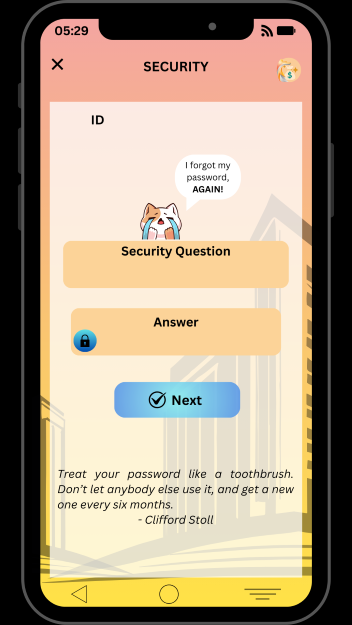 05:29
SECURITY
ID
I forgot my
password,
AGAIN!
Security Question
Answer
Next
Treat your password like a toothbrush.
Don't let anybody else use it, and get a new
one every six months.
- Clifford Stoll